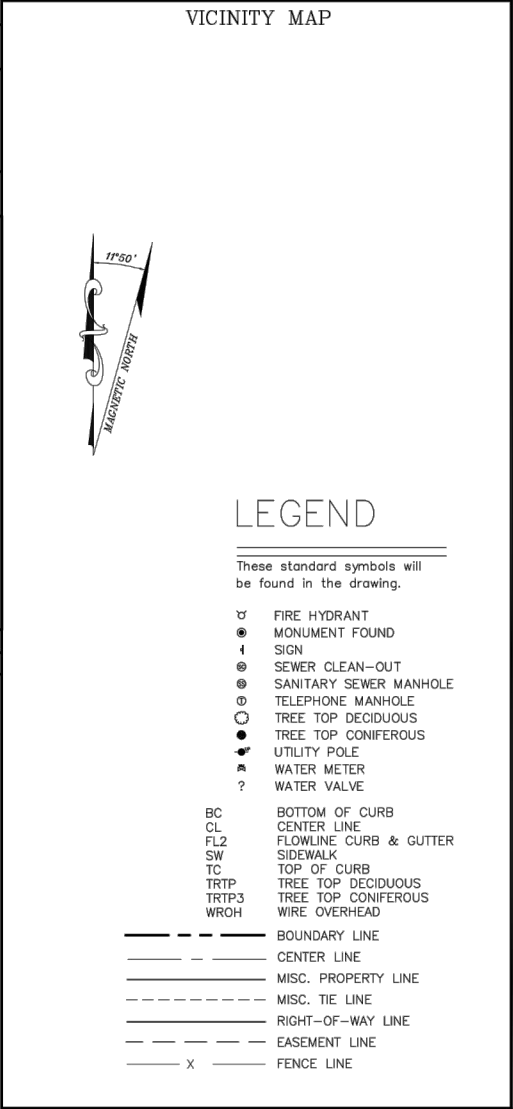 VICINITY MAP
11°50'
MAGNETIC NORTH
LEGEND
These standard symbols will
be found in the drawing.
FIRE HYDRANT
MONUMENT FOUND
SIGN
SEWER CLEAN-OUT
SANITARY SEWER MANHOLE
T TELEPHONE MANHOLE
TREE TOP DECIDUOUS
TREE TOP CONIFEROUS
UTILITY POLE
WATER METER
? WATER VALVE
BC BOTTOM OF CURB
CL CENTER LINE
FL2 FLOWLINE CURB & GUTTER
SW SIDEWALK
TC TOP OF CURB
TRTP TREE TOP DECIDUOUS
TRTP3 TREE TOP CONIFEROUS
WROH WIRE OVERHEAD
BOUNDARY LINE
CENTER LINE
MISC. PROPERTY LINE
MISC. TIE LINE
RIGHT-OF-WAY LINE
EASEMENT LINE
X FENCE LINE